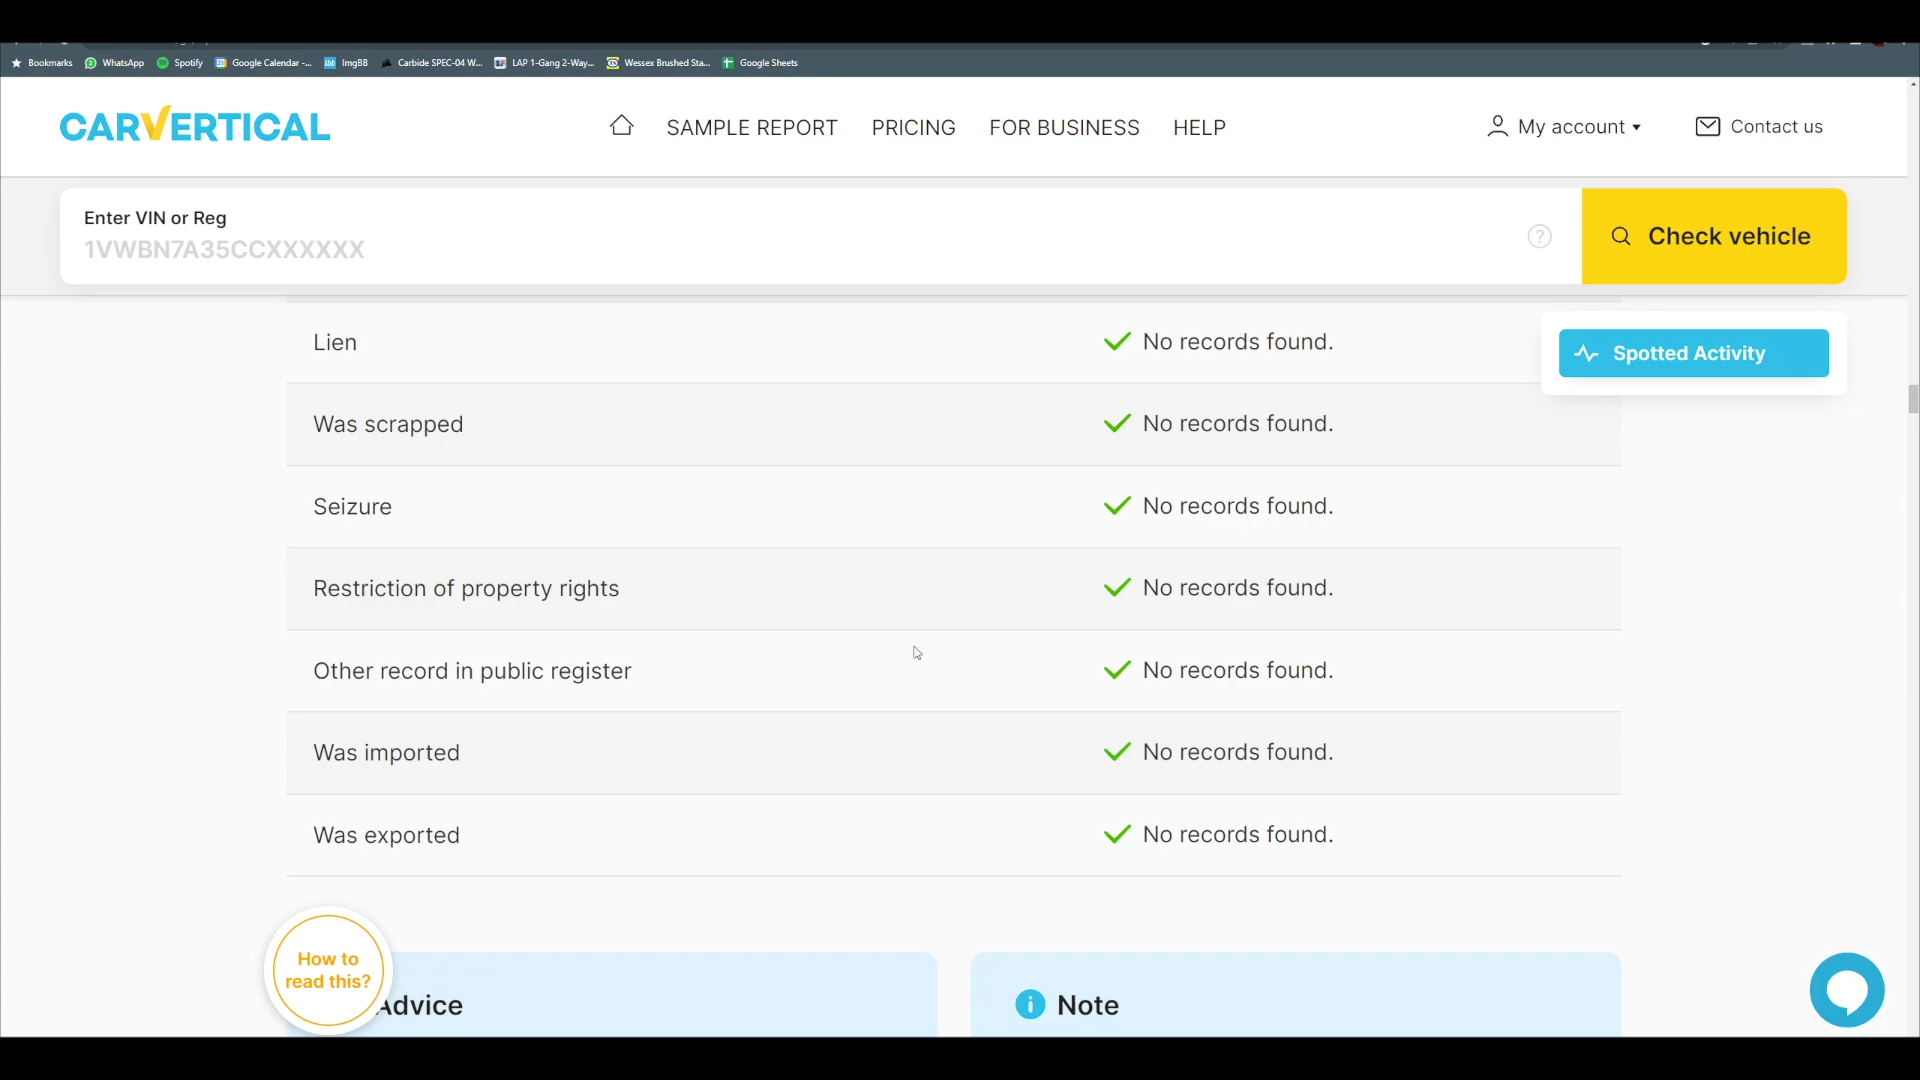 Bookmarks WhatsApp Spotify Google Calendar -... ImgBB Carbide SPEC-04 W... LAP 1-Gang 2-Way... Wessex Brushed Sta... Google Sheets
CARVERTICAL SAMPLE REPORT PRICING FOR BUSINESS HELP My account Contact us
Enter VIN or Reg
1VWBN7A35CCXXXXXX
? Check vehicle
Lien No records found.
Spotted Activity
Was scrapped No records found.
Seizure No records found.
Restriction of property rights No records found.
Other record in public register No records found.
Was imported No records found.
Was exported No records found.
How to
read this?
Advice Note